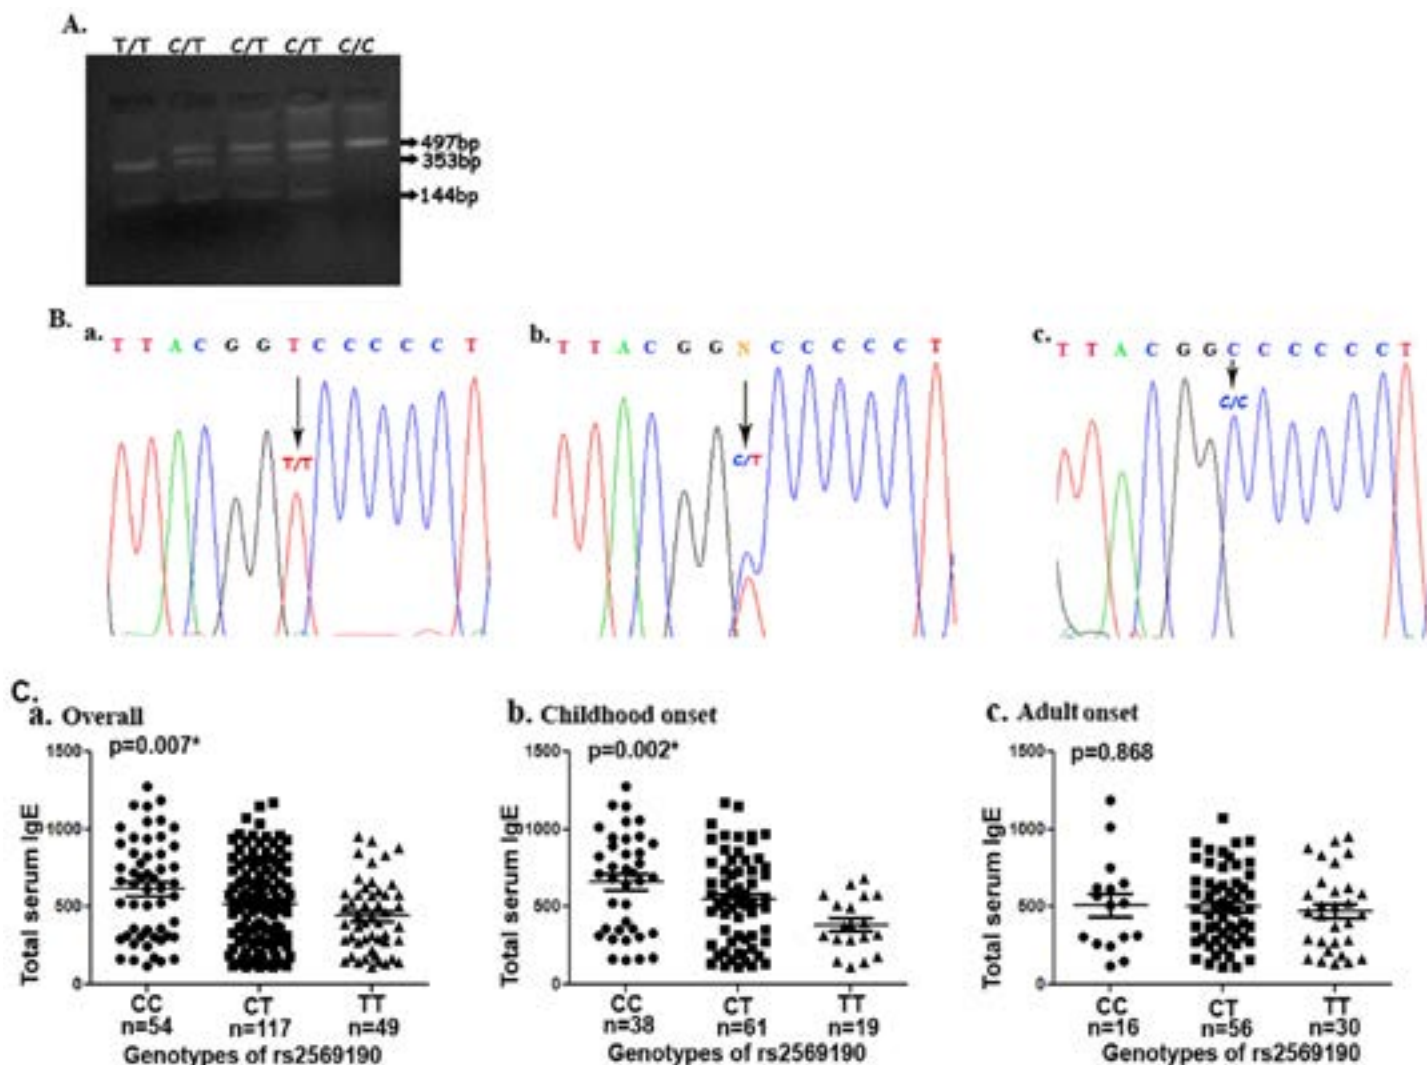 A.
T/T C/T C/T C/T C/C
497bp
353bp
144bp
B.
a. T T A C G G T C C C C C T
T/T
b. T T A C G G N C C C C C T
C/T
c. T T A C G G C C C C C C T
C/C
C.
a. Overall
p=0.007*
1500
1000
500
0
Total serum IgE
CC CT TT
n=54 n=117 n=49
Genotypes of rs2569190
b. Childhood onset
p=0.002*
1500
1000
500
0
Total serum IgE
CC CT TT
n=38 n=61 n=19
Genotypes of rs2569190
c. Adult onset
p=0.868
1500
1000
500
0
Total serum IgE
CC CT TT
n=16 n=56 n=30
Genotypes of rs2569190